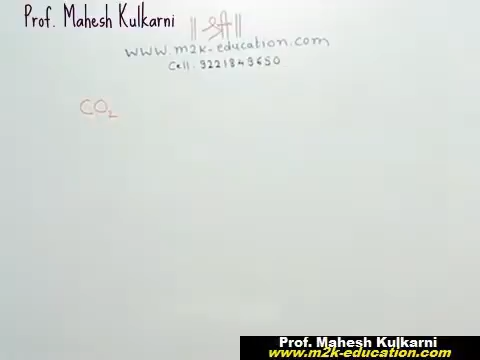 Prof. Mahesh Kulkarni
॥ श्री ॥
www.m2k-education.com
Cell : 9221849650
CO₂
Prof. Mahesh Kulkarni
www.m2k-education.com